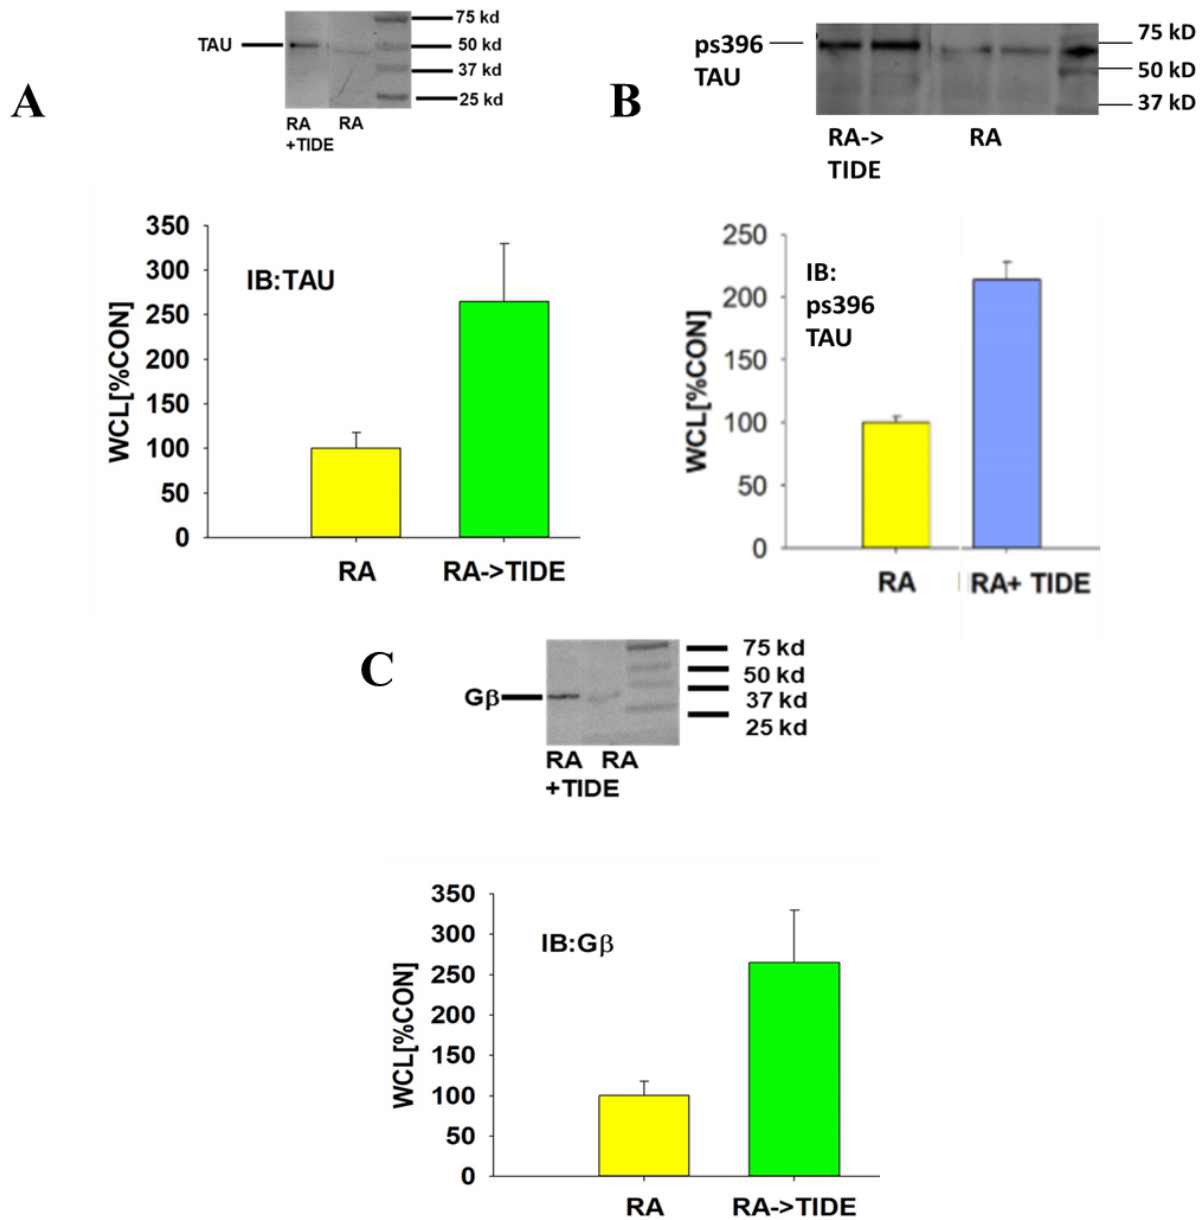 A
TAU
75 kd
50 kd
37 kd
25 kd
RA
+TIDE
RA
350
300
250
200
150
100
50
0
WCL[%CON]
IB:TAU
RA
RA->TIDE
B
ps396
TAU
75 kD
50 kD
37 kD
RA->
TIDE
RA
250
200
150
100
50
0
WCL[%CON]
IB:
ps396
TAU
RA
RA+ TIDE
C
Gβ
75 kd
50 kd
37 kd
25 kd
RA RA
+TIDE
350
300
250
200
150
100
50
0
WCL[%CON]
IB:Gβ
RA
RA->TIDE